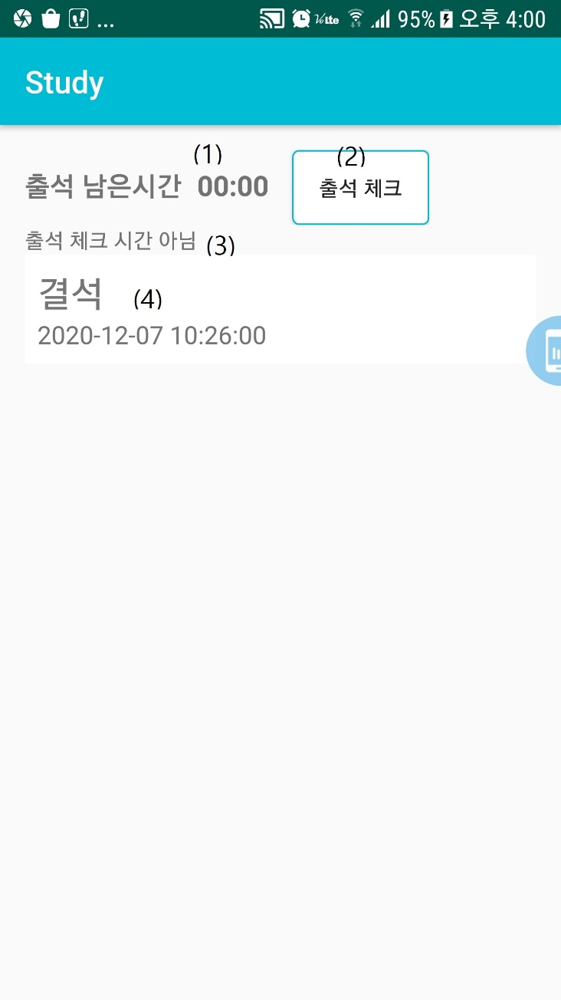 ... VoLTE 95% 오후 4:00
Study
(1) (2)
출석 남은시간 00:00 출석 체크
출석 체크 시간 아님 (3)
결석 (4)
2020-12-07 10:26:00